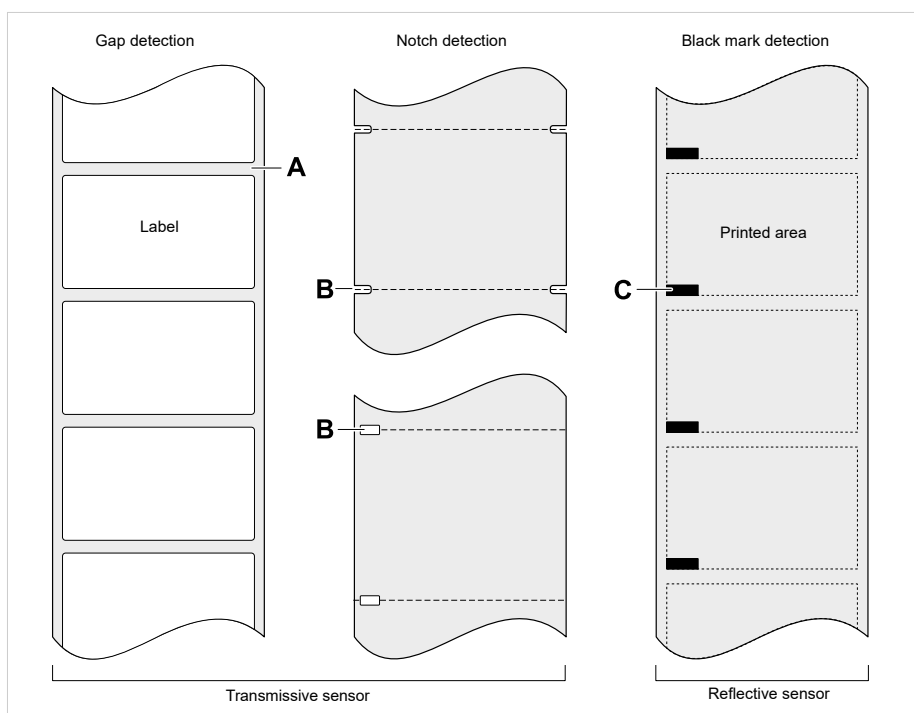 Gap detection
Notch detection
Black mark detection
A
Label
Printed area
B
C
B
Transmissive sensor
Reflective sensor